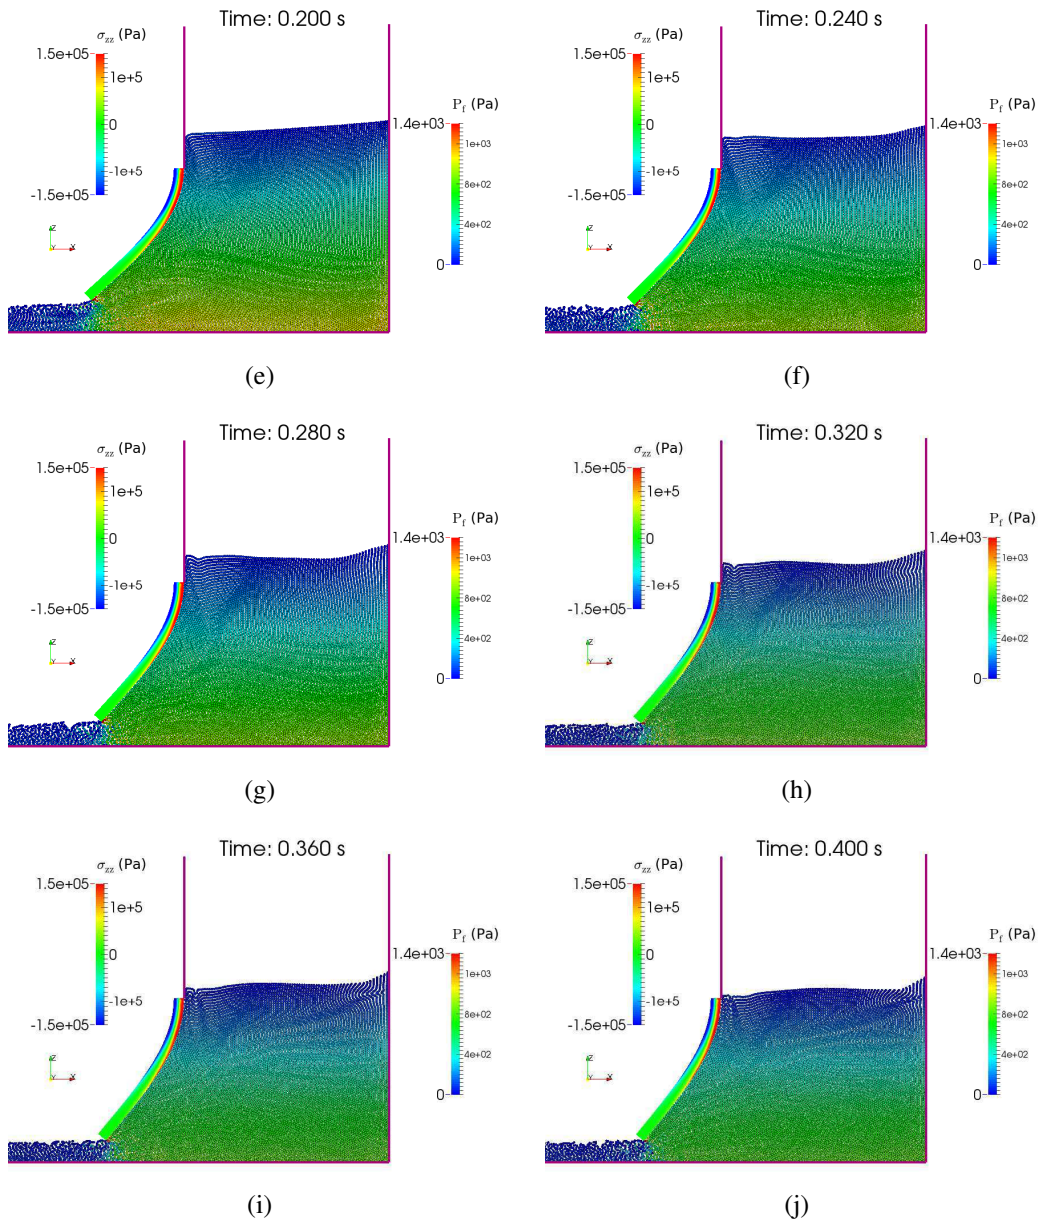 Time: 0.200 s
σzz (Pa)
1.5e+05
1e+5
0
-1e+5
-1.5e+05
Pf (Pa)
1.4e+03
1e+03
8e+02
4e+02
0
Z
Y X
(e)
Time: 0.240 s
σzz (Pa)
1.5e+05
1e+5
0
-1e+5
-1.5e+05
Pf (Pa)
1.4e+03
1e+03
8e+02
4e+02
0
Z
Y X
(f)
Time: 0.280 s
σzz (Pa)
1.5e+05
1e+5
0
-1e+5
-1.5e+05
Pf (Pa)
1.4e+03
1e+03
8e+02
4e+02
0
Z
Y X
(g)
Time: 0.320 s
σzz (Pa)
1.5e+05
1e+5
0
-1e+5
-1.5e+05
Pf (Pa)
1.4e+03
1e+03
8e+02
4e+02
0
Z
Y X
(h)
Time: 0.360 s
σzz (Pa)
1.5e+05
1e+5
0
-1e+5
-1.5e+05
Pf (Pa)
1.4e+03
1e+03
8e+02
4e+02
0
Z
Y X
(i)
Time: 0.400 s
σzz (Pa)
1.5e+05
1e+5
0
-1e+5
-1.5e+05
Pf (Pa)
1.4e+03
1e+03
8e+02
4e+02
0
Z
Y X
(j)